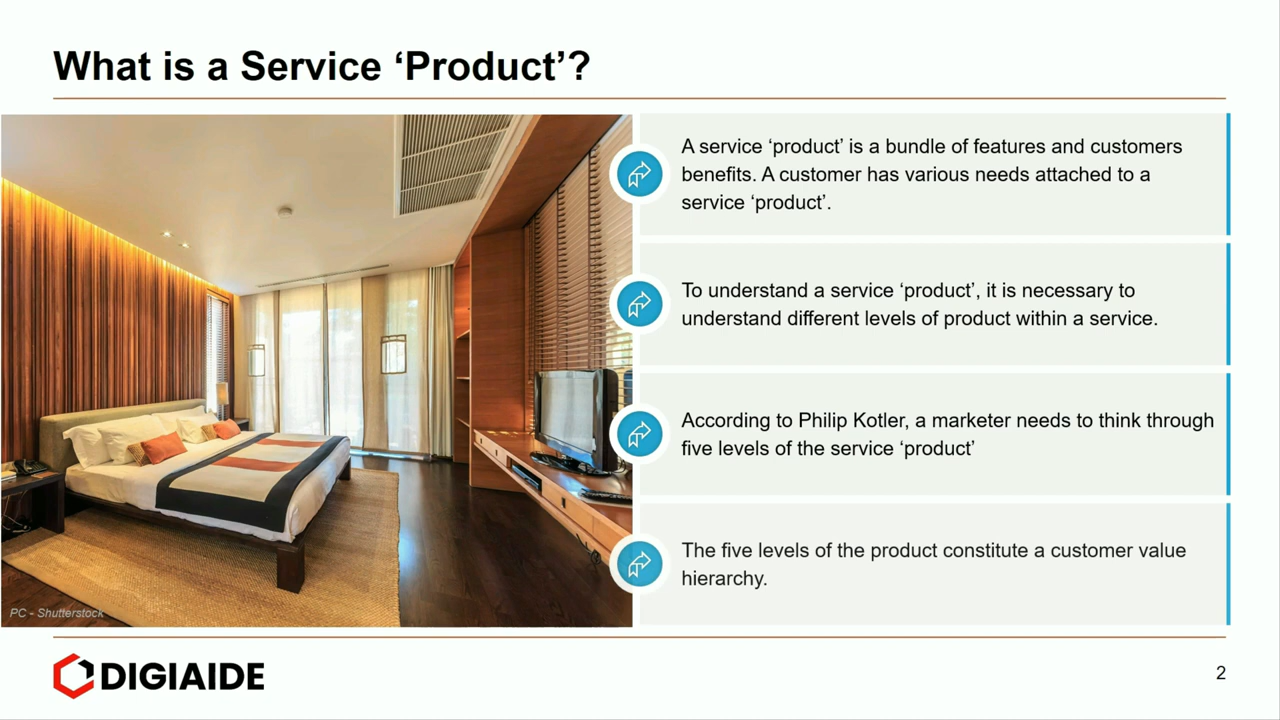 What is a Service ‘Product’?
A service ‘product’ is a bundle of features and customers
benefits. A customer has various needs attached to a
service ‘product’.
To understand a service ‘product’, it is necessary to
understand different levels of product within a service.
According to Philip Kotler, a marketer needs to think through
five levels of the service ‘product’
The five levels of the product constitute a customer value
hierarchy.
PC - Shutterstock
DIGIAIDE
2